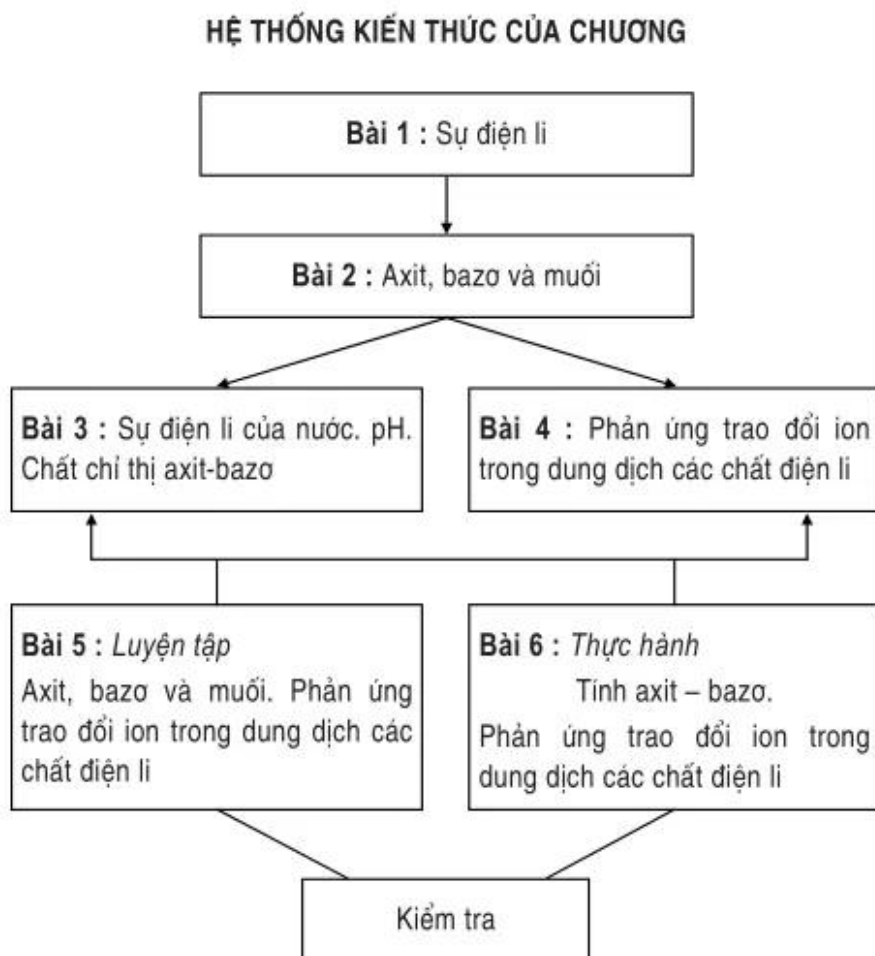 HỆ THỐNG KIẾN THỨC CỦA CHƯƠNG
Bài 1 : Sự điện li
Bài 2 : Axit, bazơ và muối
Bài 3 : Sự điện li của nước. pH.
Chất chỉ thị axit-bazơ
Bài 4 : Phản ứng trao đổi ion
trong dung dịch các chất điện li
Bài 5 : Luyện tập
Axit, bazơ và muối. Phản ứng
trao đổi ion trong dung dịch các
chất điện li
Bài 6 : Thực hành
Tính axit – bazơ.
Phản ứng trao đổi ion trong
dung dịch các chất điện li
Kiểm tra